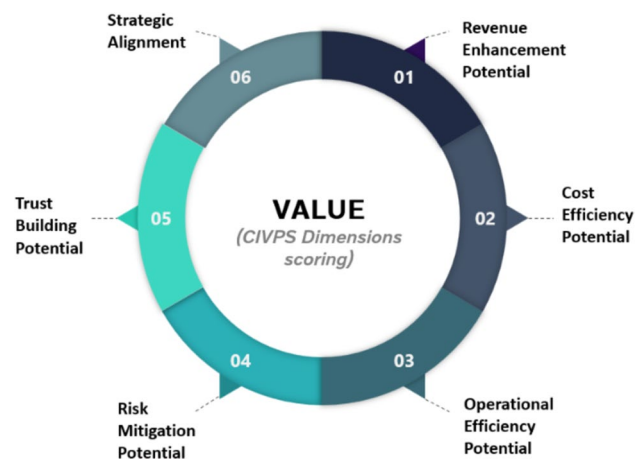 Strategic
Alignment
Revenue
Enhancement
Potential
06
01
Trust
Building
Potential
05
VALUE
(CIVPS Dimensions
scoring)
02
Cost
Efficiency
Potential
04
03
Risk
Mitigation
Potential
Operational
Efficiency
Potential